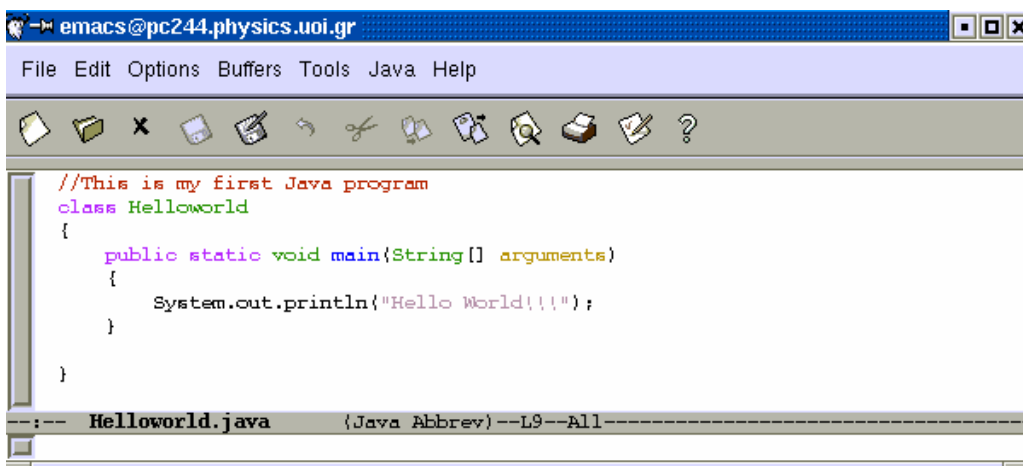 emacs@pc244.physics.uoi.gr
File Edit Options Buffers Tools Java Help
//This is my first Java program
class Helloworld
{
public static void main(String[] arguments)
{
System.out.println("Hello World!!!");
}
}
--:-- Helloworld.java (Java Abbrev)--L9--All-----------------------------------